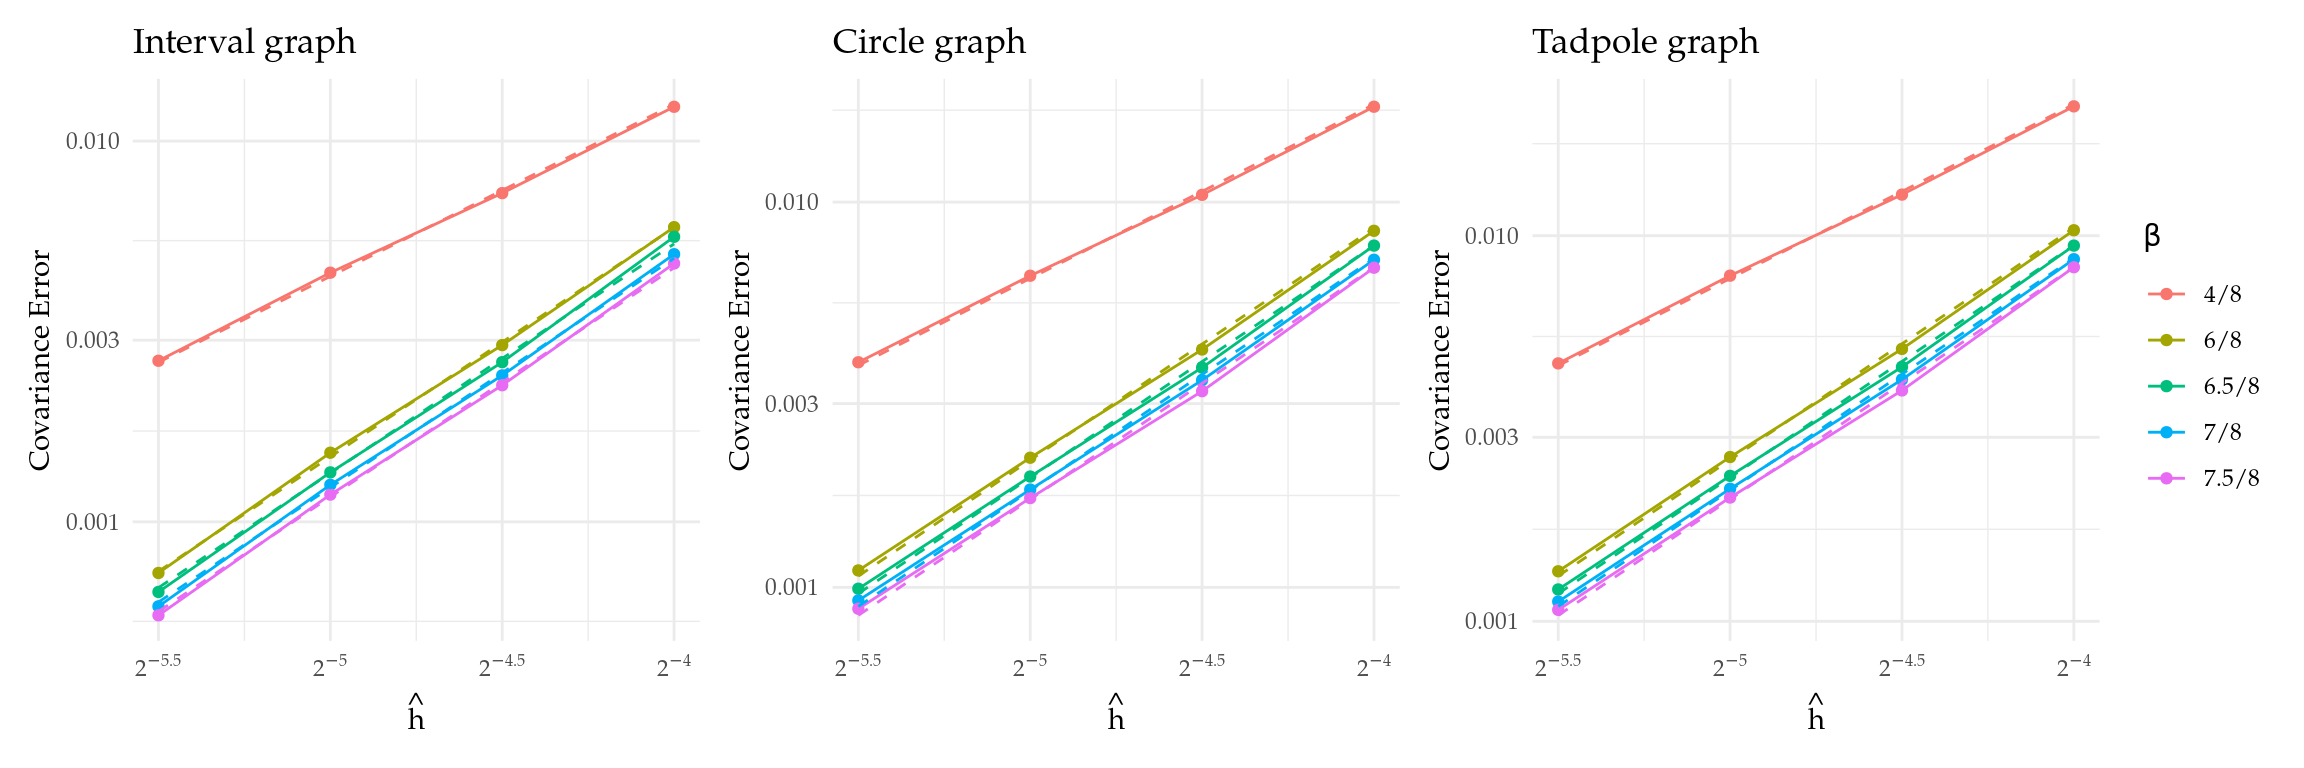 Interval graph
Covariance Error
0.010
0.003
0.001
2^−5.5 2^−5 2^−4.5 2^−4
ĥ
Circle graph
Covariance Error
0.010
0.003
0.001
2^−5.5 2^−5 2^−4.5 2^−4
ĥ
Tadpole graph
Covariance Error
0.010
0.003
0.001
2^−5.5 2^−5 2^−4.5 2^−4
ĥ
β
4/8
6/8
6.5/8
7/8
7.5/8